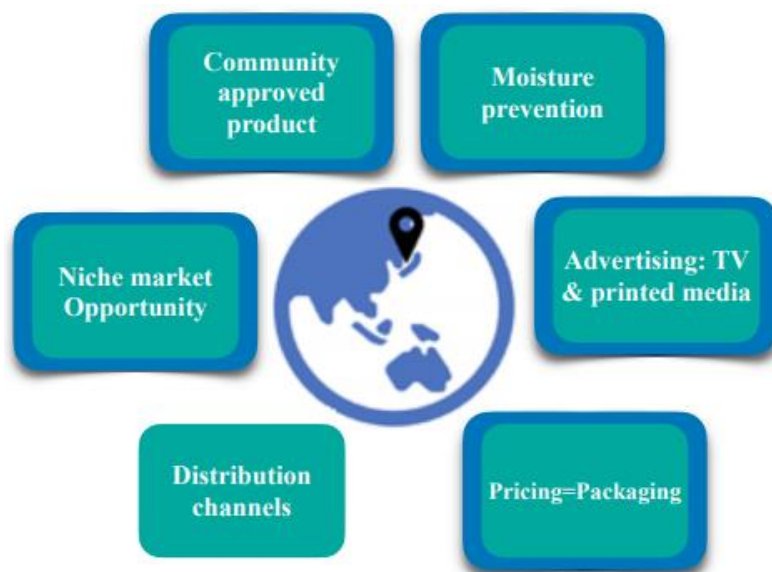 Community
approved
product
Moisture
prevention
Niche market
Opportunity
Advertising: TV
& printed media
Distribution
channels
Pricing=Packaging